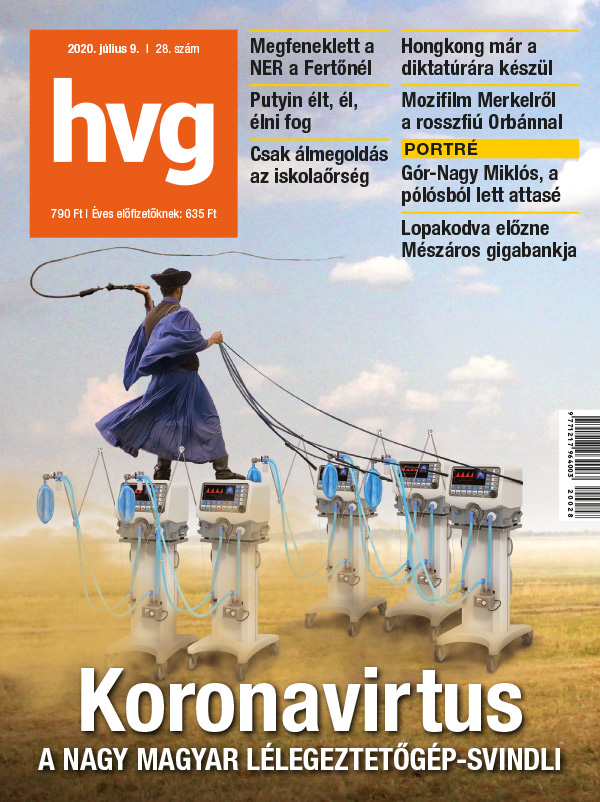 2020. július 9. I 28. szám
hvg
790 Ft I Éves előfizetőknek: 635 Ft
Megfeneklett a
NER a Fertőnél
Putyin élt, él,
élni fog
Csak álmegoldás
az iskolaőrség
Hongkong már a
diktatúrára készül
Mozifilm Merkelről
a rosszfiú Orbánnal
PORTRÉ
Gór-Nagy Miklós, a
pólósból lett attasé
Lopakodva előzne
Mészáros gigabankja
9771217964003
20028
Koronavirtus
A NAGY MAGYAR LÉLEGEZTETŐGÉP-SVINDLI